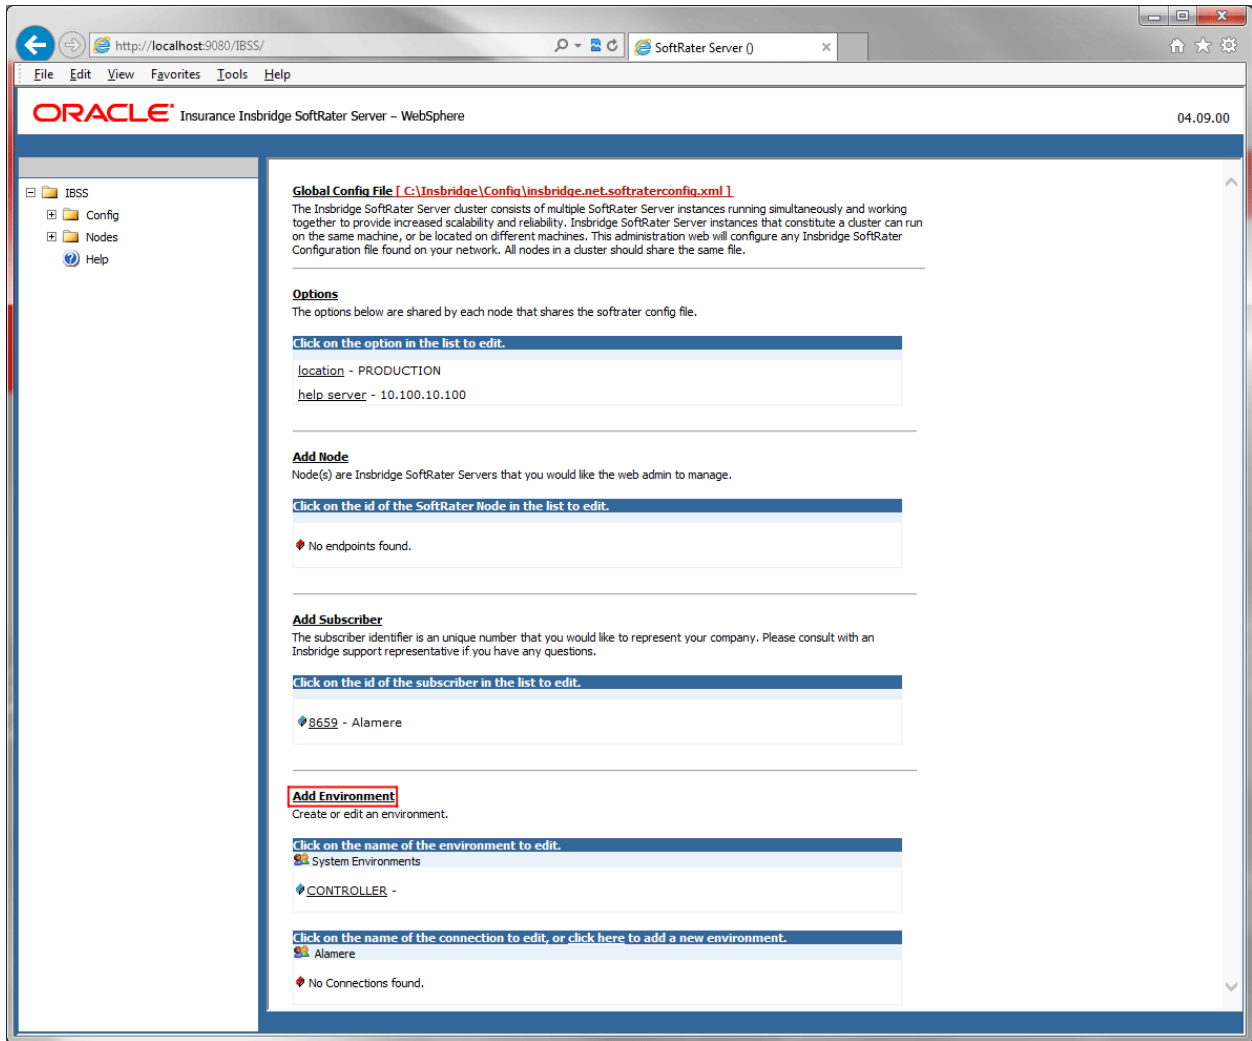 http://localhost:9080/IBSS/
SoftRater Server ()
File Edit View Favorites Tools Help
ORACLE Insurance Insbridge SoftRater Server – WebSphere
04.09.00
IBSS
Config
Nodes
Help
Global Config File [ C:\Insbridge\Config\insbridge.net.softraterconfig.xml ]
The Insbridge SoftRater Server cluster consists of multiple SoftRater Server instances running simultaneously and working
together to provide increased scalability and reliability. Insbridge SoftRater Server instances that constitute a cluster can run
on the same machine, or be located on different machines. This administration web will configure any Insbridge SoftRater
Configuration file found on your network. All nodes in a cluster should share the same file.
Options
The options below are shared by each node that shares the softrater config file.
Click on the option in the list to edit.
location - PRODUCTION
help server - 10.100.10.100
Add Node
Node(s) are Insbridge SoftRater Servers that you would like the web admin to manage.
Click on the id of the SoftRater Node in the list to edit.
No endpoints found.
Add Subscriber
The subscriber identifier is an unique number that you would like to represent your company. Please consult with an
Insbridge support representative if you have any questions.
Click on the id of the subscriber in the list to edit.
8659 - Alamere
Add Environment
Create or edit an environment.
Click on the name of the environment to edit.
System Environments
CONTROLLER -
Click on the name of the connection to edit, or click here to add a new environment.
Alamere
No Connections found.